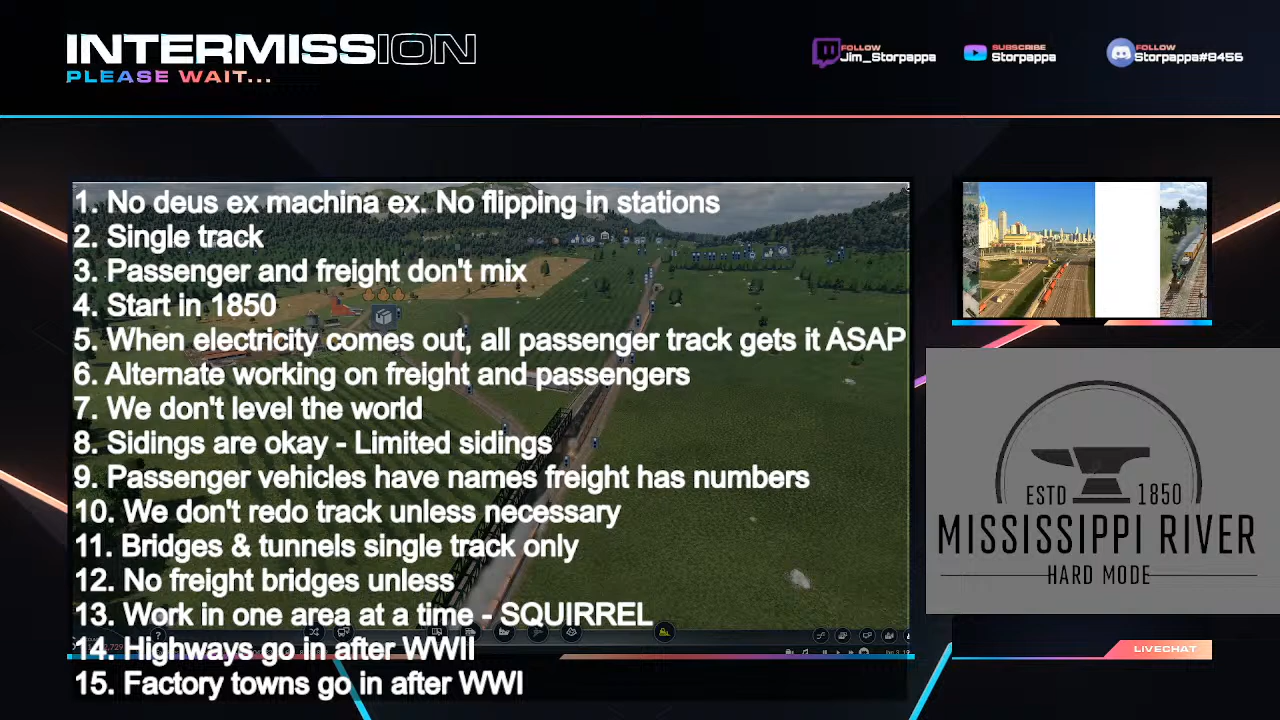 INTERMISSION
PLEASE WAIT...
FOLLOW
Jim_Storpappa
SUBSCRIBE
Storpappa
FOLLOW
Storpappa#8456
1. No deus ex machina ex. No flipping in stations
2. Single track
3. Passenger and freight don't mix
4. Start in 1850
5. When electricity comes out, all passenger track gets it ASAP
6. Alternate working on freight and passengers
7. We don't level the world
8. Sidings are okay - Limited sidings
9. Passenger vehicles have names freight has numbers
10. We don't redo track unless necessary
11. Bridges & tunnels single track only
12. No freight bridges unless
13. Work in one area at a time - SQUIRREL
14. Highways go in after WWII
15. Factory towns go in after WWI
ESTD 1850
MISSISSIPPI RIVER
HARD MODE
LIVECHAT